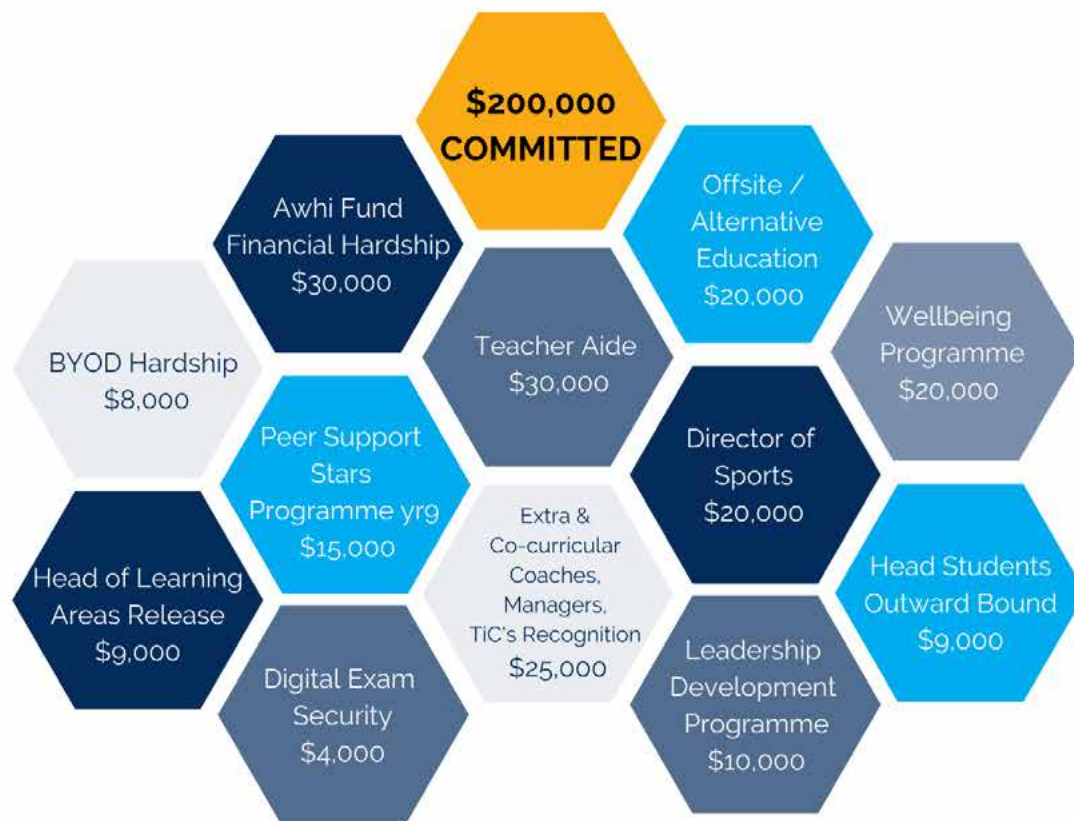 $200,000
COMMITTED
Awhi Fund
Financial Hardship
$30,000
Offsite /
Alternative
Education
$20,000
BYOD Hardship
$8,000
Teacher Aide
$30,000
Wellbeing
Programme
$20,000
Peer Support
Stars
Programme yr9
$15,000
Director of
Sports
$20,000
Head of Learning
Areas Release
$9,000
Extra &
Co-curricular
Coaches,
Managers,
TiC's Recognition
$25,000
Head Students
Outward Bound
$9,000
Digital Exam
Security
$4,000
Leadership
Development
Programme
$10,000